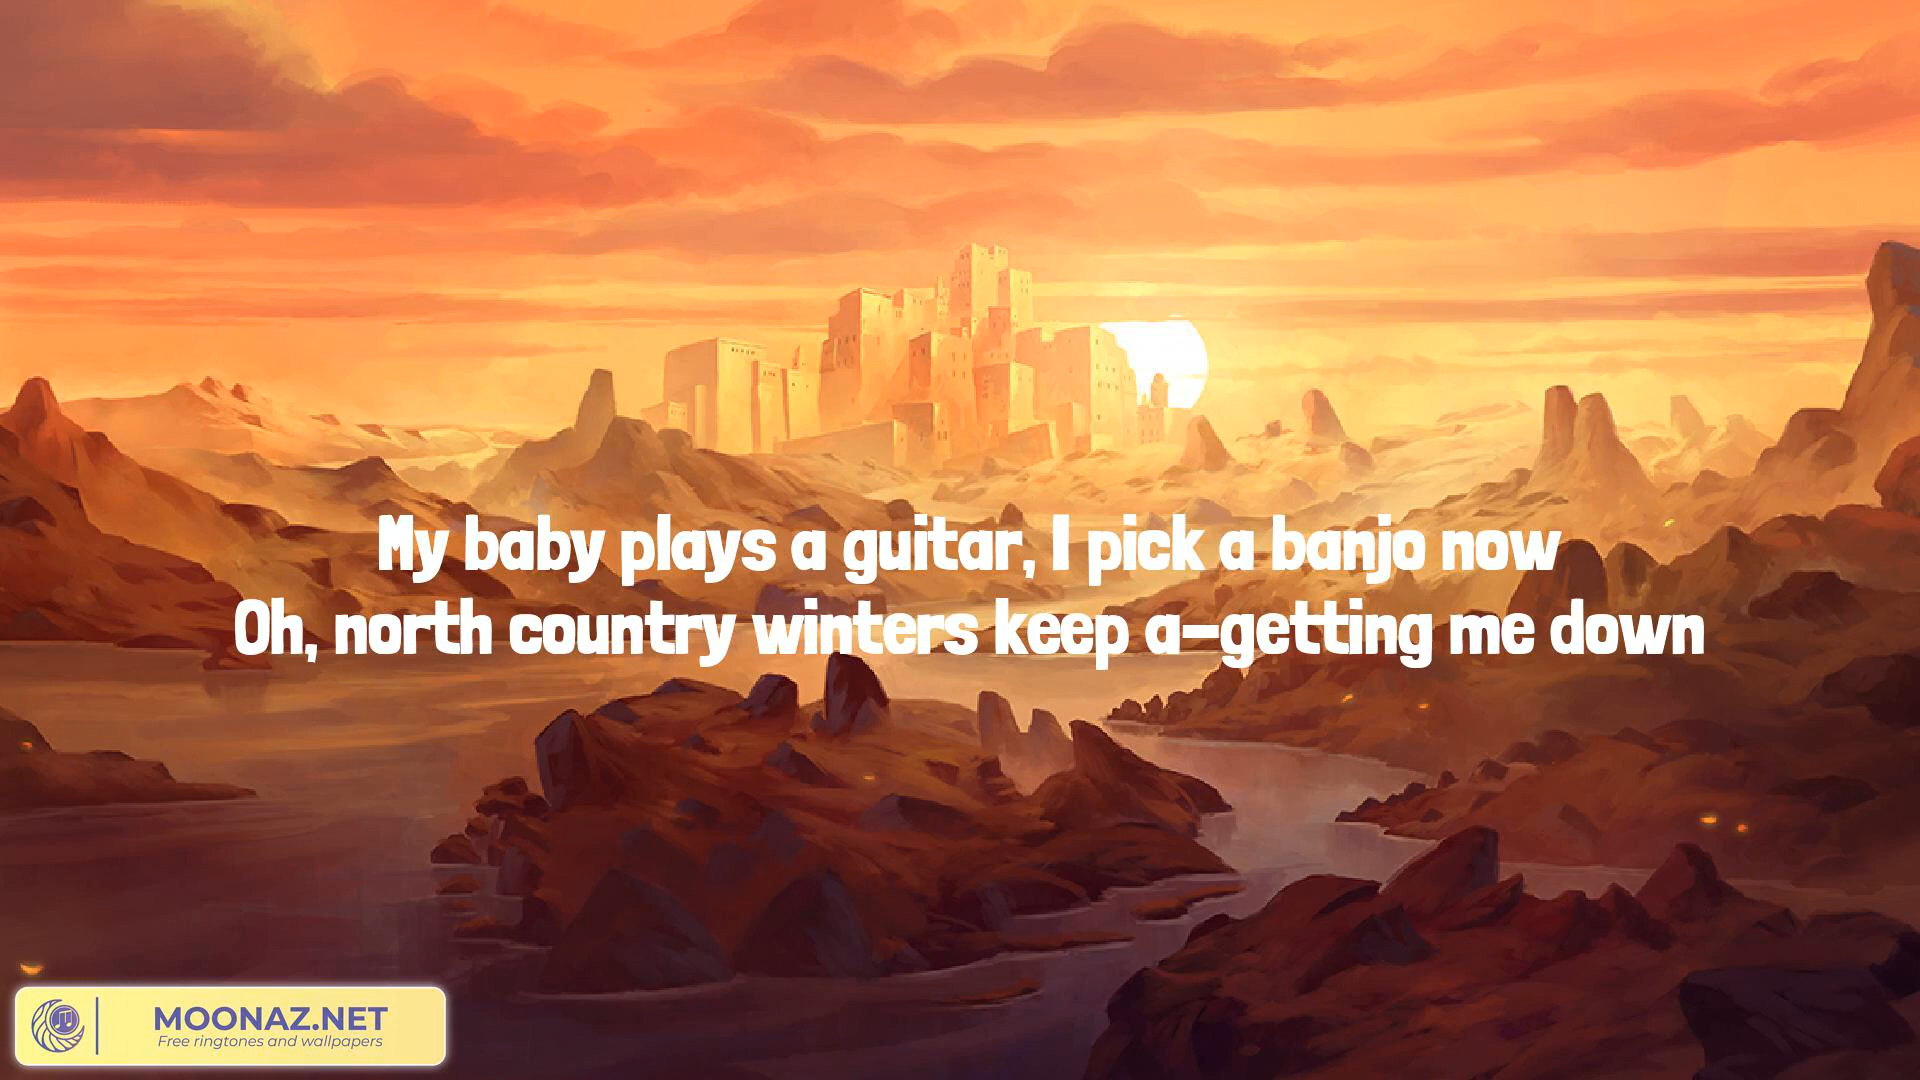 My baby plays a guitar, I pick a banjo now
Oh, north country winters keep a-getting me down
MOONAZ.NET
Free ringtones and wallpapers